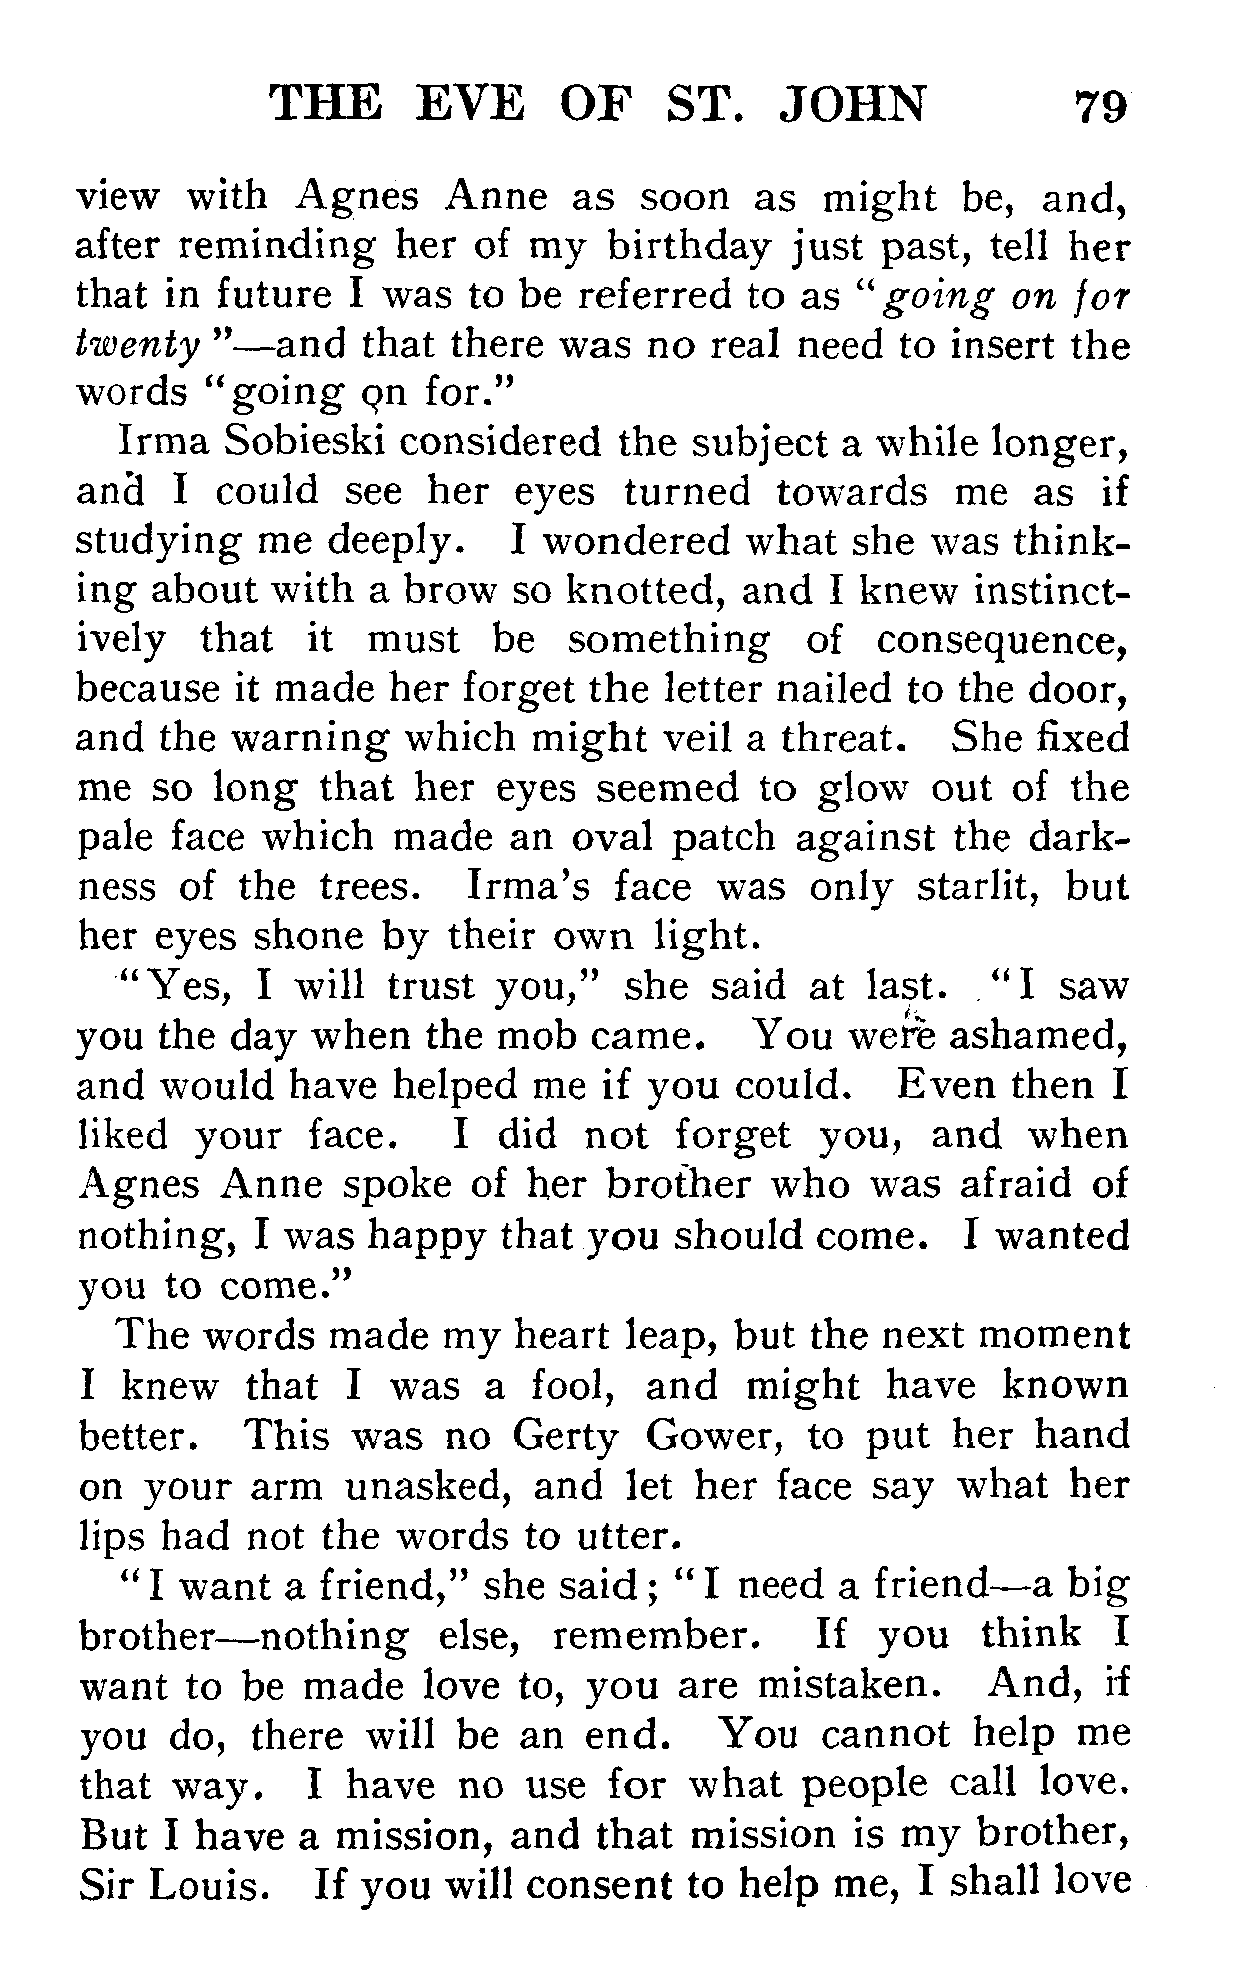 THE EVE OF ST. JOHN 79
view with Agnes Anne as soon as might be, and,
after reminding her of my birthday just past, tell her
that in future I was to be referred to as "going on for
twenty"—and that there was no real need to insert the
words "going on for."
Irma Sobieski considered the subject a while longer,
and I could see her eyes turned towards me as if
studying me deeply. I wondered what she was think-
ing about with a brow so knotted, and I knew instinct-
ively that it must be something of consequence,
because it made her forget the letter nailed to the door,
and the warning which might veil a threat. She fixed
me so long that her eyes seemed to glow out of the
pale face which made an oval patch against the dark-
ness of the trees. Irma's face was only starlit, but
her eyes shone by their own light.
"Yes, I will trust you," she said at last. "I saw
you the day when the mob came. You were ashamed,
and would have helped me if you could. Even then I
liked your face. I did not forget you, and when
Agnes Anne spoke of her brother who was afraid of
nothing, I was happy that you should come. I wanted
you to come."
The words made my heart leap, but the next moment
I knew that I was a fool, and might have known
better. This was no Gerty Gower, to put her hand
on your arm unasked, and let her face say what her
lips had not the words to utter.
"I want a friend," she said; "I need a friend—a big
brother—nothing else, remember. If you think I
want to be made love to, you are mistaken. And, if
you do, there will be an end. You cannot help me
that way. I have no use for what people call love.
But I have a mission, and that mission is my brother,
Sir Louis. If you will consent to help me, I shall love